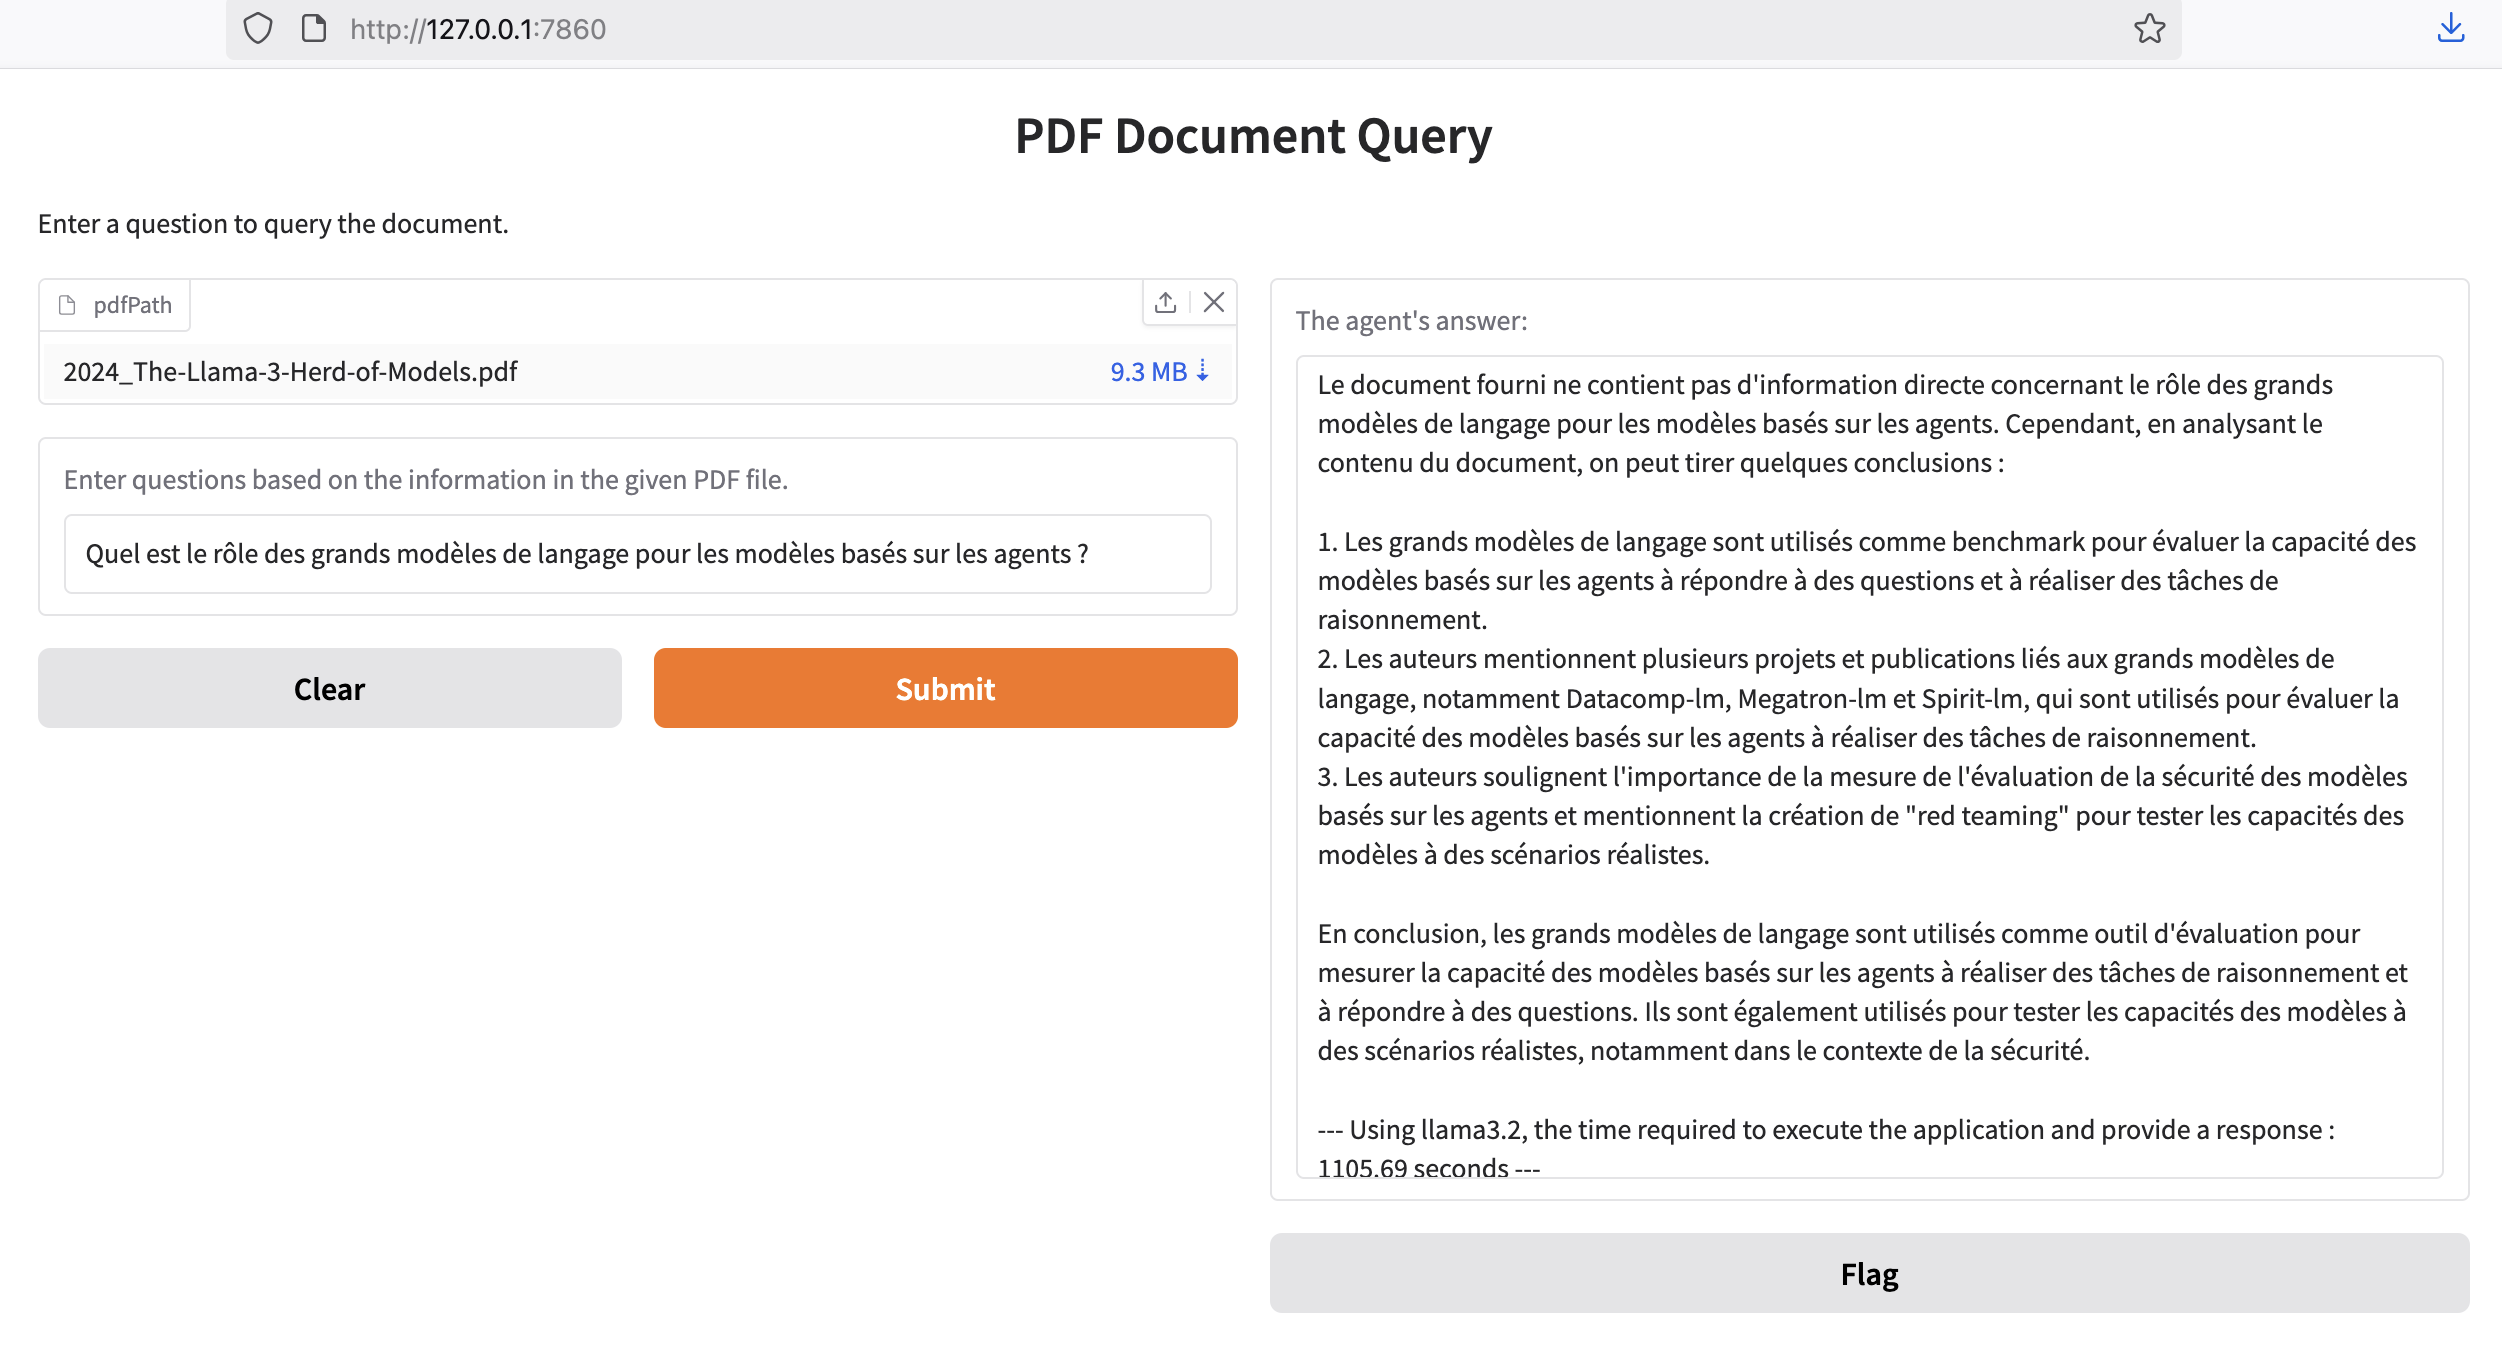 http://127.0.0.1:7860
PDF Document Query
Enter a question to query the document.
pdfPath
2024_The-Llama-3-Herd-of-Models.pdf
9.3 MB ⇣
Enter questions based on the information in the given PDF file.
Quel est le rôle des grands modèles de langage pour les modèles basés sur les agents ?
Clear
Submit
The agent's answer:
Le document fourni ne contient pas d'information directe concernant le rôle des grands
modèles de langage pour les modèles basés sur les agents. Cependant, en analysant le
contenu du document, on peut tirer quelques conclusions :
1. Les grands modèles de langage sont utilisés comme benchmark pour évaluer la capacité des
modèles basés sur les agents à répondre à des questions et à réaliser des tâches de
raisonnement.
2. Les auteurs mentionnent plusieurs projets et publications liés aux grands modèles de
langage, notamment Datacomp-lm, Megatron-lm et Spirit-lm, qui sont utilisés pour évaluer la
capacité des modèles basés sur les agents à réaliser des tâches de raisonnement.
3. Les auteurs soulignent l'importance de la mesure de l'évaluation de la sécurité des modèles
basés sur les agents et mentionnent la création de "red teaming" pour tester les capacités des
modèles à des scénarios réalistes.
En conclusion, les grands modèles de langage sont utilisés comme outil d'évaluation pour
mesurer la capacité des modèles basés sur les agents à réaliser des tâches de raisonnement et
à répondre à des questions. Ils sont également utilisés pour tester les capacités des modèles à
des scénarios réalistes, notamment dans le contexte de la sécurité.
--- Using llama3.2, the time required to execute the application and provide a response :
1105.69 seconds ---
Flag